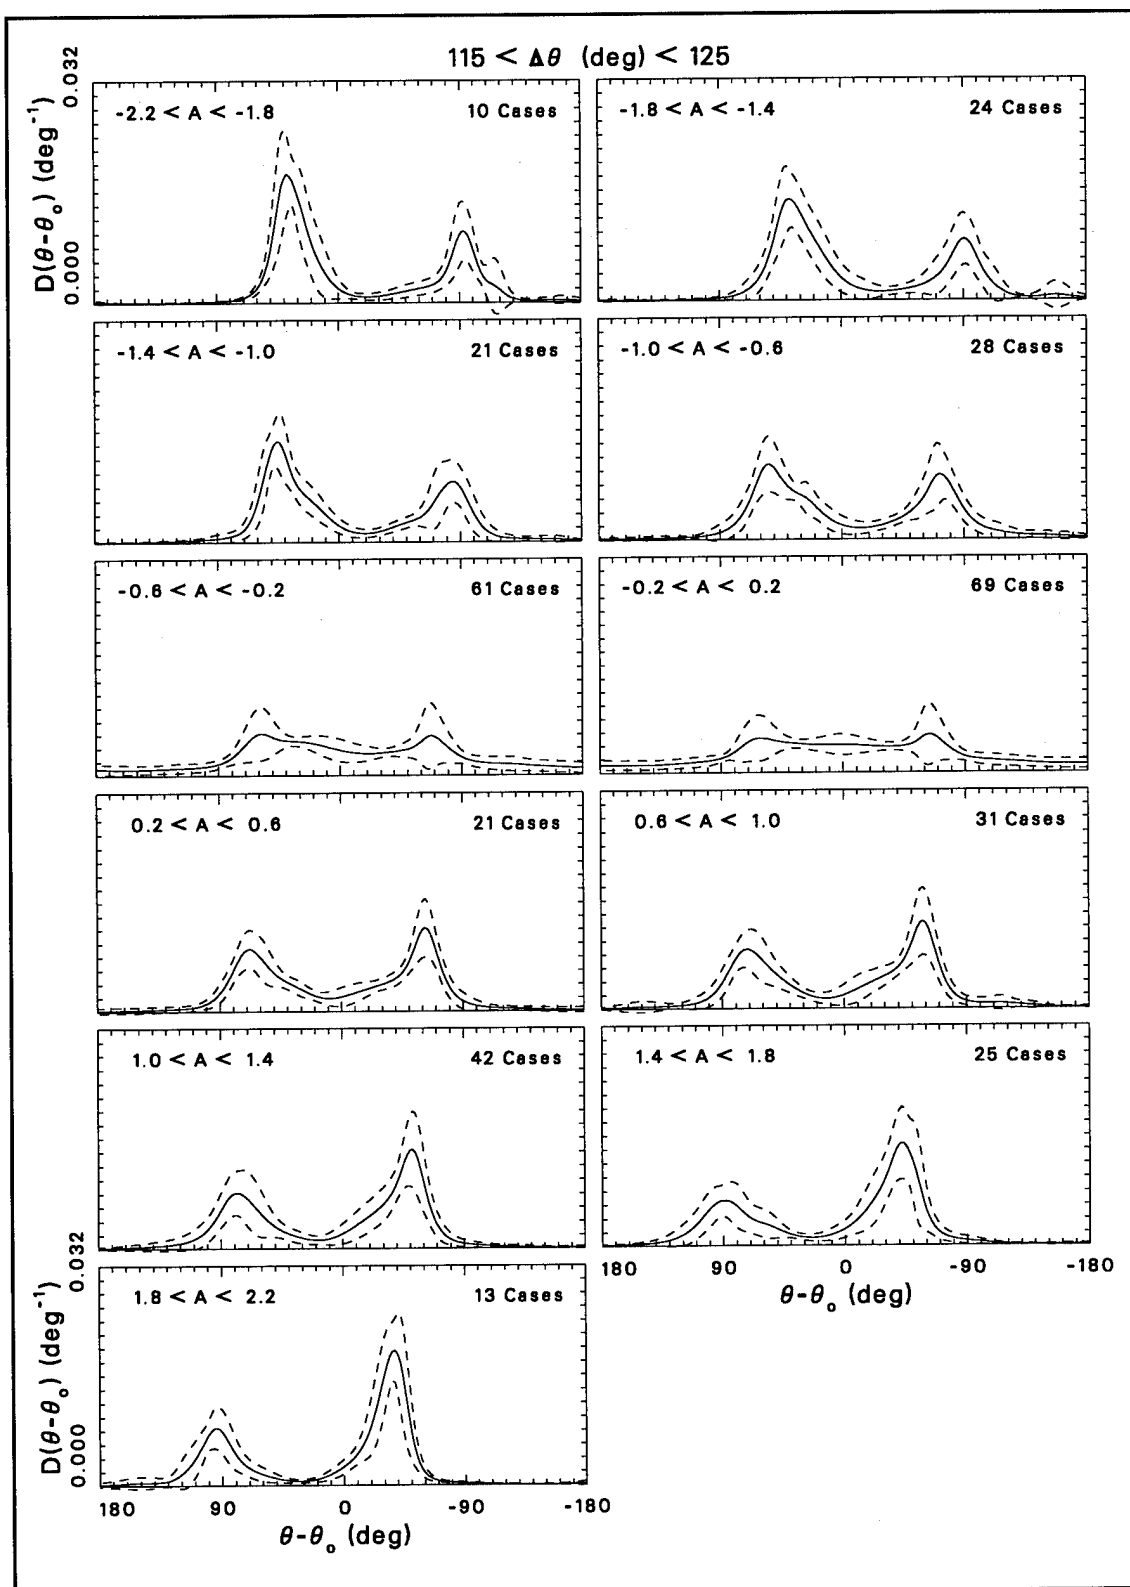 115 < Δθ (deg) < 125
D(θ-θo) (deg⁻¹)
0.032
0.000
-2.2 < A < -1.8
10 Cases
-1.8 < A < -1.4
24 Cases
-1.4 < A < -1.0
21 Cases
-1.0 < A < -0.6
28 Cases
-0.6 < A < -0.2
61 Cases
-0.2 < A < 0.2
69 Cases
0.2 < A < 0.6
21 Cases
0.6 < A < 1.0
31 Cases
1.0 < A < 1.4
42 Cases
1.4 < A < 1.8
25 Cases
180 90 0 -90 -180
θ-θo (deg)
D(θ-θo) (deg⁻¹)
0.032
0.000
1.8 < A < 2.2
13 Cases
180 90 0 -90 -180
θ-θo (deg)